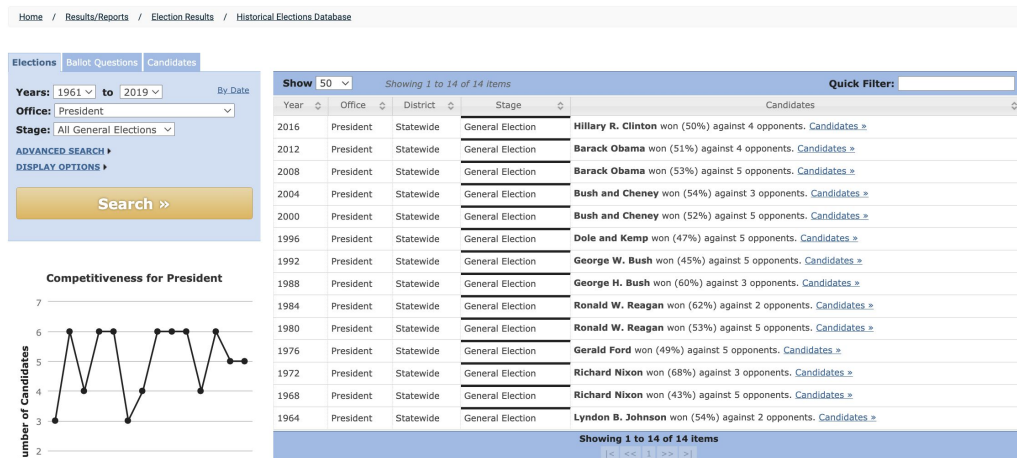 Home / Results/Reports / Election Results / Historical Elections Database
Elections Ballot Questions Candidates
Years: 1961 to 2019 By Date
Office: President
Stage: All General Elections
ADVANCED SEARCH
DISPLAY OPTIONS
Search »
Competitiveness for President
7
6
5
4
3
2
umber of Candidates
Show 50 Showing 1 to 14 of 14 items Quick Filter:
Year Office District Stage Candidates
2016 President Statewide General Election Hillary R. Clinton won (50%) against 4 opponents. Candidates »
2012 President Statewide General Election Barack Obama won (51%) against 4 opponents. Candidates »
2008 President Statewide General Election Barack Obama won (53%) against 5 opponents. Candidates »
2004 President Statewide General Election Bush and Cheney won (54%) against 3 opponents. Candidates »
2000 President Statewide General Election Bush and Cheney won (52%) against 5 opponents. Candidates »
1996 President Statewide General Election Dole and Kemp won (47%) against 5 opponents. Candidates »
1992 President Statewide General Election George W. Bush won (45%) against 5 opponents. Candidates »
1988 President Statewide General Election George H. Bush won (60%) against 3 opponents. Candidates »
1984 President Statewide General Election Ronald W. Reagan won (62%) against 2 opponents. Candidates »
1980 President Statewide General Election Ronald W. Reagan won (53%) against 5 opponents. Candidates »
1976 President Statewide General Election Gerald Ford won (49%) against 5 opponents. Candidates »
1972 President Statewide General Election Richard Nixon won (68%) against 3 opponents. Candidates »
1968 President Statewide General Election Richard Nixon won (43%) against 5 opponents. Candidates »
1964 President Statewide General Election Lyndon B. Johnson won (54%) against 2 opponents. Candidates »
Showing 1 to 14 of 14 items
|< << 1 >> >|